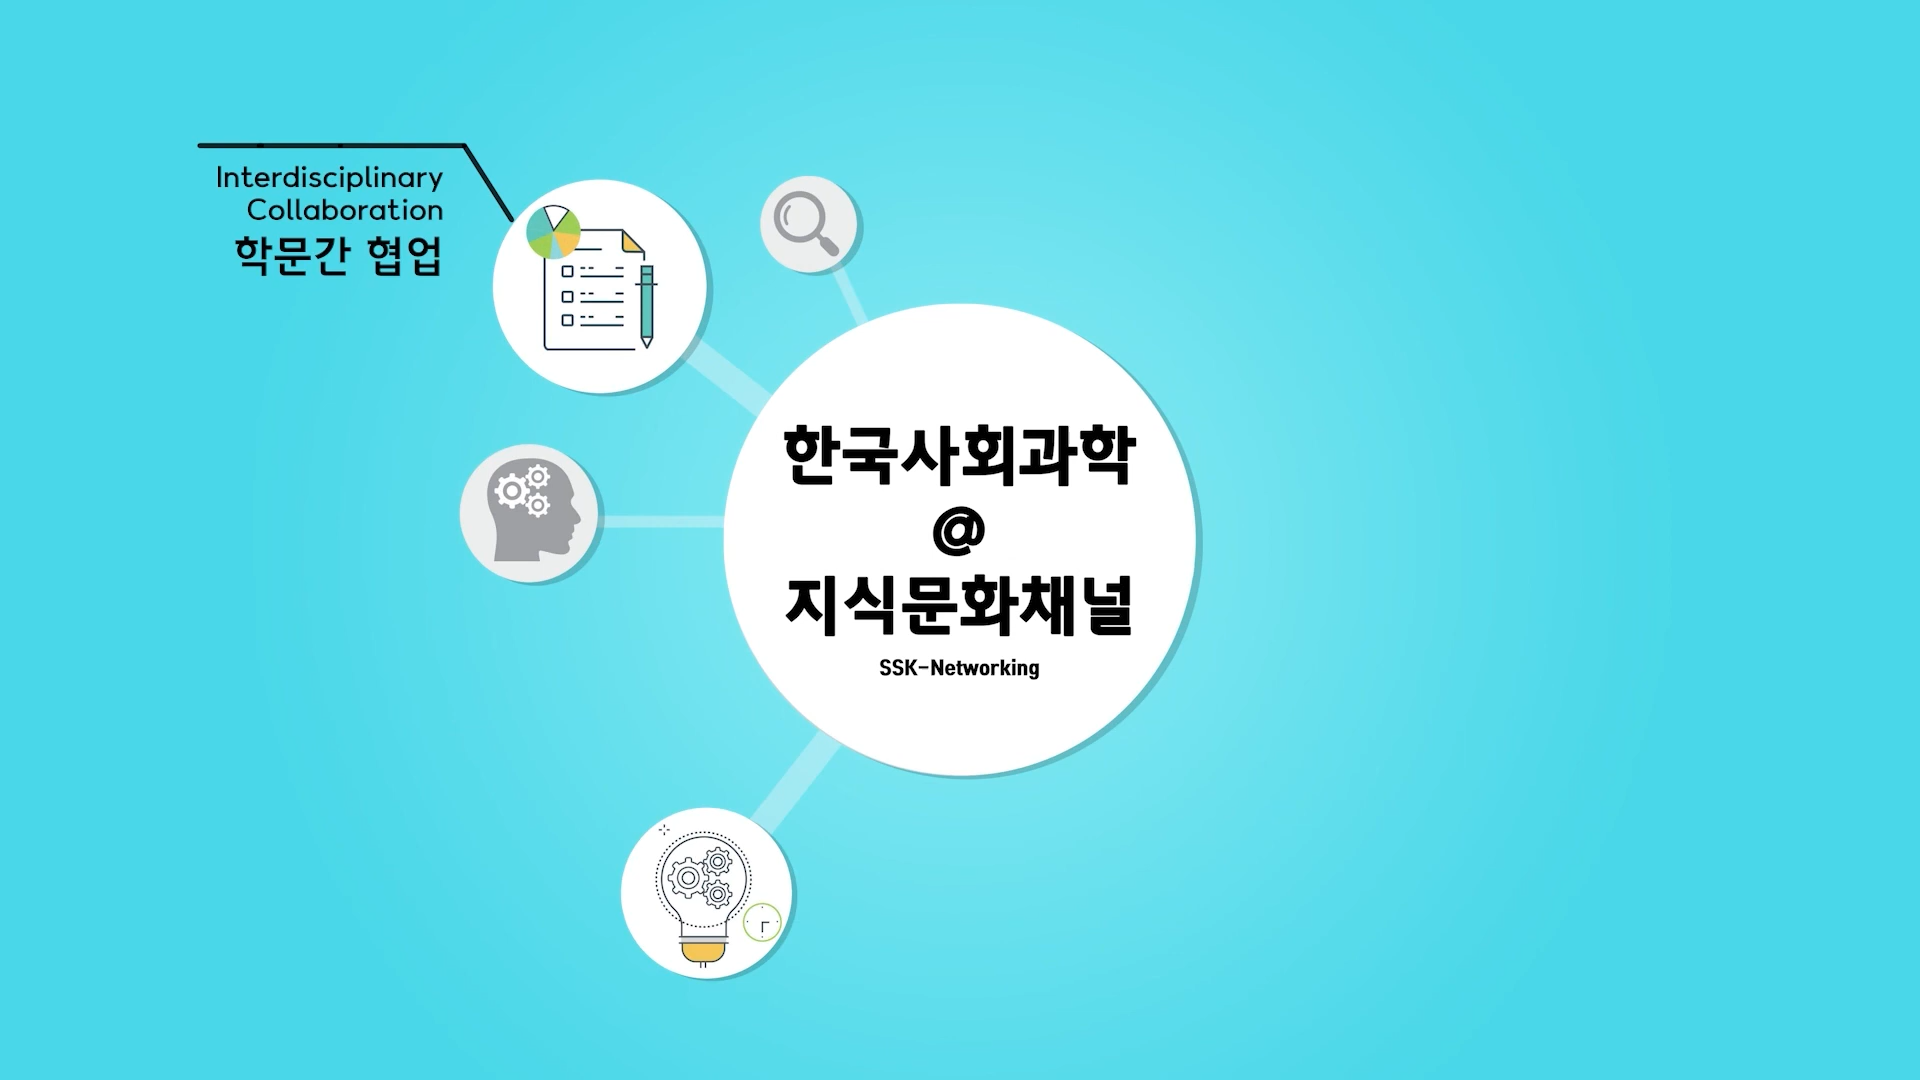 Interdisciplinary
Collaboration
학문간 협업
한국사회과학
@
지식문화채널
SSK-Networking